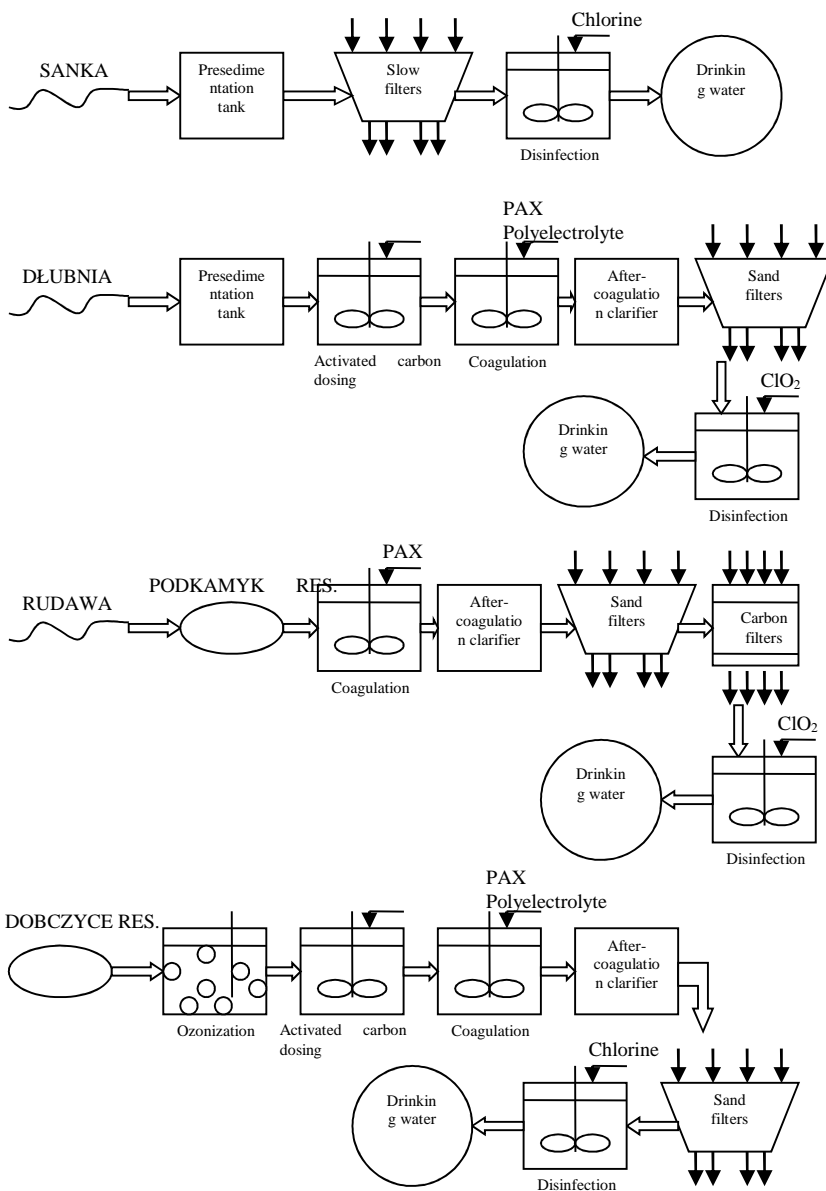 Chlorine
SANKA
Presedime
ntation
tank
Slow
filters
Disinfection
Drinkin
g water
PAX
Polyelectrolyte
DŁUBNIA
Presedime
ntation
tank
Activated carbon
dosing
Coagulation
After-
coagulatio
n clarifier
Sand
filters
ClO₂
Drinkin
g water
Disinfection
PAX
PODKAMYK RES.
RUDAWA
Coagulation
After-
coagulatio
n clarifier
Sand
filters
Carbon
filters
ClO₂
Drinkin
g water
Disinfection
PAX
Polyelectrolyte
DOBCZYCE RES.
Ozonization
Activated carbon
dosing
Coagulation
After-
coagulatio
n clarifier
Chlorine
Drinkin
g water
Disinfection
Sand
filters